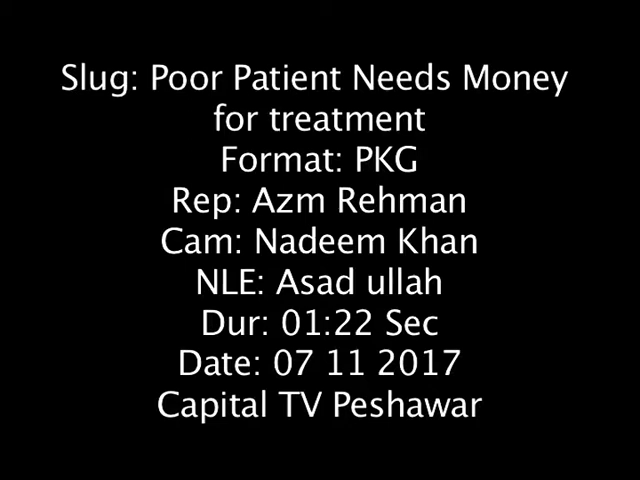 Slug: Poor Patient Needs Money
for treatment
Format: PKG
Rep: Azm Rehman
Cam: Nadeem Khan
NLE: Asad ullah
Dur: 01:22 Sec
Date: 07 11 2017
Capital TV Peshawar